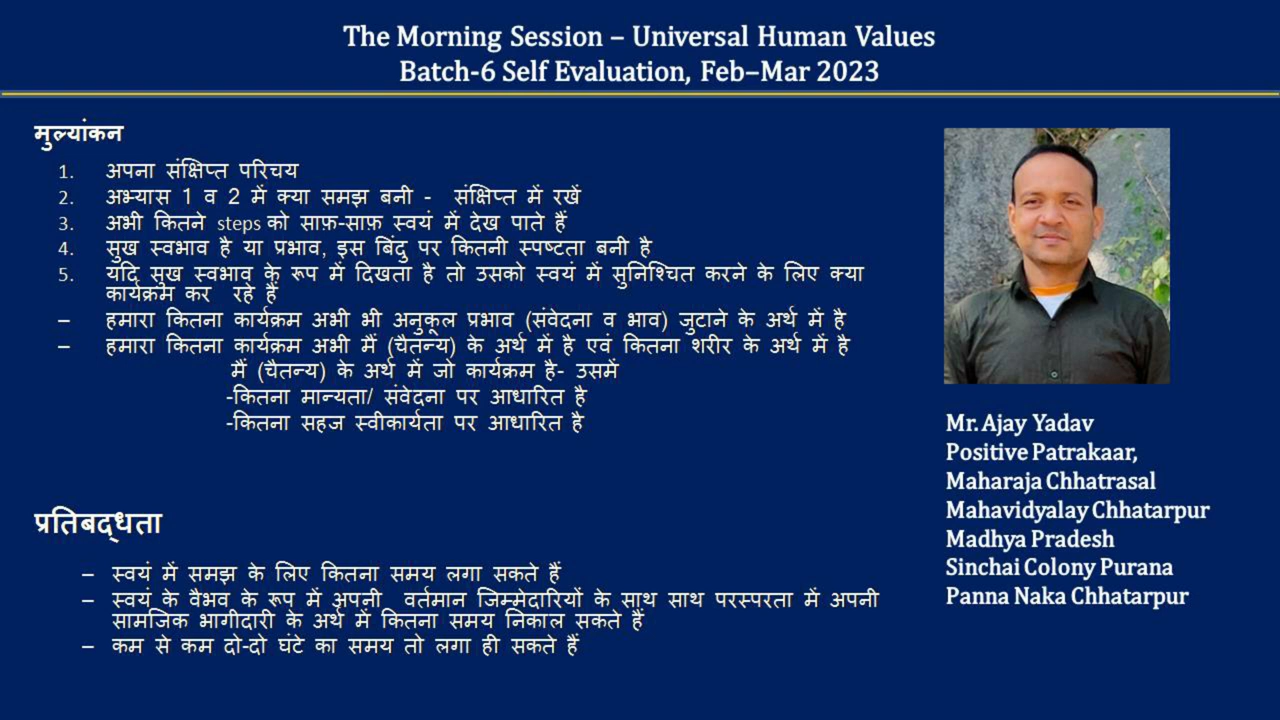 The Morning Session – Universal Human Values
Batch-6 Self Evaluation, Feb–Mar 2023
मुल्यांकन
1. अपना संक्षिप्त परिचय
2. अभ्यास 1 व 2 में क्या समझ बनी - संक्षिप्त में रखें
3. अभी कितने steps को साफ़-साफ़ स्वयं में देख पाते हैं
4. सुख स्वभाव है या प्रभाव, इस बिंदु पर कितनी स्पष्टता बनी है
5. यदि सुख स्वभाव के रूप में दिखता है तो उसको स्वयं में सुनिश्चित करने के लिए क्या
कार्यक्रम कर रहे हैं
– हमारा कितना कार्यक्रम अभी भी अनुकूल प्रभाव (संवेदना व भाव) जुटाने के अर्थ में है
– हमारा कितना कार्यक्रम अभी मैं (चैतन्य) के अर्थ में है एवं कितना शरीर के अर्थ में है
मैं (चैतन्य) के अर्थ में जो कार्यक्रम है- उसमें
-कितना मान्यता/ संवेदना पर आधारित है
-कितना सहज स्वीकार्यता पर आधारित है
प्रतिबद्धता
– स्वयं में समझ के लिए कितना समय लगा सकते हैं
– स्वयं के वैभव के रूप में अपनी वर्तमान जिम्मेदारियों के साथ साथ परस्परता में अपनी
सामजिक भागीदारी के अर्थ में कितना समय निकाल सकते हैं
– कम से कम दो-दो घंटे का समय तो लगा ही सकते हैं
Mr. Ajay Yadav
Positive Patrakaar,
Maharaja Chhatrasal
Mahavidyalay Chhatarpur
Madhya Pradesh
Sinchai Colony Purana
Panna Naka Chhatarpur